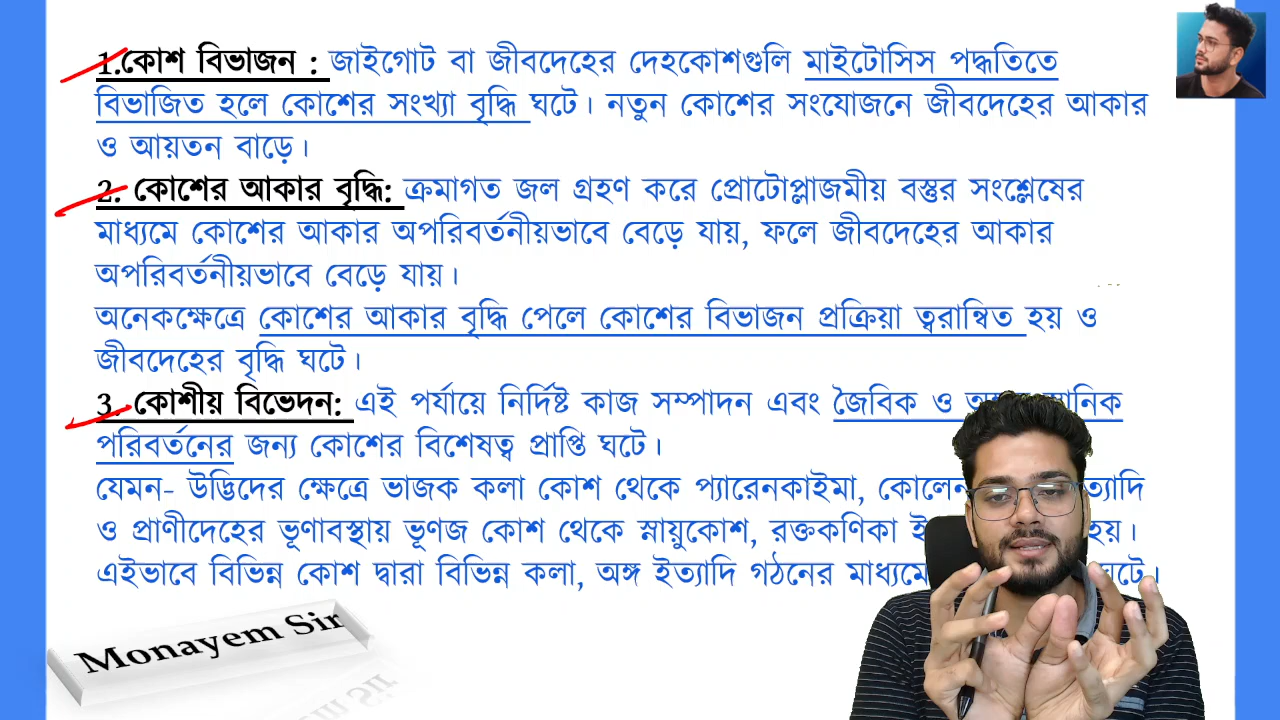 1.কোশ বিভাজন : জাইগোট বা জীবদেহের দেহকোশগুলি মাইটোসিস পদ্ধতিতে
বিভাজিত হলে কোশের সংখ্যা বৃদ্ধি ঘটে। নতুন কোশের সংযোজনে জীবদেহের আকার
ও আয়তন বাড়ে।
2. কোশের আকার বৃদ্ধি: ক্রমাগত জল গ্রহণ করে প্রোটোপ্লাজমীয় বস্তুর সংশ্লেষের
মাধ্যমে কোশের আকার অপরিবর্তনীয়ভাবে বেড়ে যায়, ফলে জীবদেহের আকার
অপরিবর্তনীয়ভাবে বেড়ে যায়।
অনেকক্ষেত্রে কোশের আকার বৃদ্ধি পেলে কোশের বিভাজন প্রক্রিয়া ত্বরান্বিত হয় ও
জীবদেহের বৃদ্ধি ঘটে।
3. কোশীয় বিভেদন: এই পর্যায়ে নির্দিষ্ট কাজ সম্পাদন এবং জৈবিক ও
পরিবর্তনের জন্য কোশের বিশেষত্ব প্রাপ্তি ঘটে।
যেমন- উদ্ভিদের ক্ষেত্রে ভাজক কলা কোশ থেকে প্যারেনকাইমা,
ও প্রাণীদেহের ভূণাবস্থায় ভূণজ কোশ থেকে স্নায়ুকোশ, রক্তকণিকা হয়।
এইভাবে বিভিন্ন কোশ দ্বারা বিভিন্ন কলা, অঙ্গ ইত্যাদি গঠনের মাধ্যমে ঘটে।
Monayem Sir